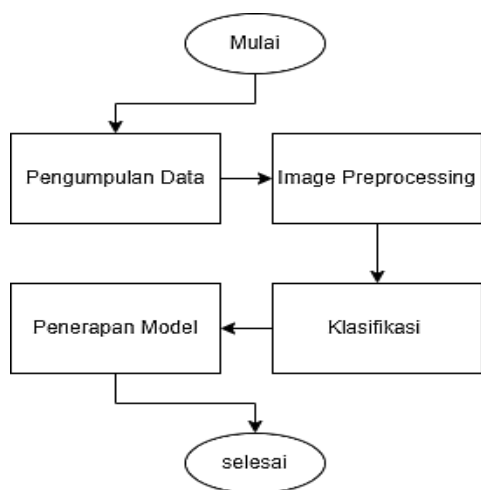 Mulai
Pengumpulan Data
Image Preprocessing
Klasifikasi
Penerapan Model
selesai